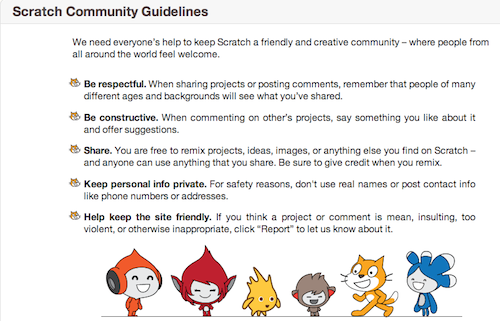 Scratch Community Guidelines
We need everyone's help to keep Scratch a friendly and creative community – where people from
all around the world feel welcome.
Be respectful. When sharing projects or posting comments, remember that people of many
different ages and backgrounds will see what you've shared.
Be constructive. When commenting on other's projects, say something you like about it
and offer suggestions.
Share. You are free to remix projects, ideas, images, or anything else you find on Scratch –
and anyone can use anything that you share. Be sure to give credit when you remix.
Keep personal info private. For safety reasons, don't use real names or post contact info
like phone numbers or addresses.
Help keep the site friendly. If you think a project or comment is mean, insulting, too
violent, or otherwise inappropriate, click "Report" to let us know about it.